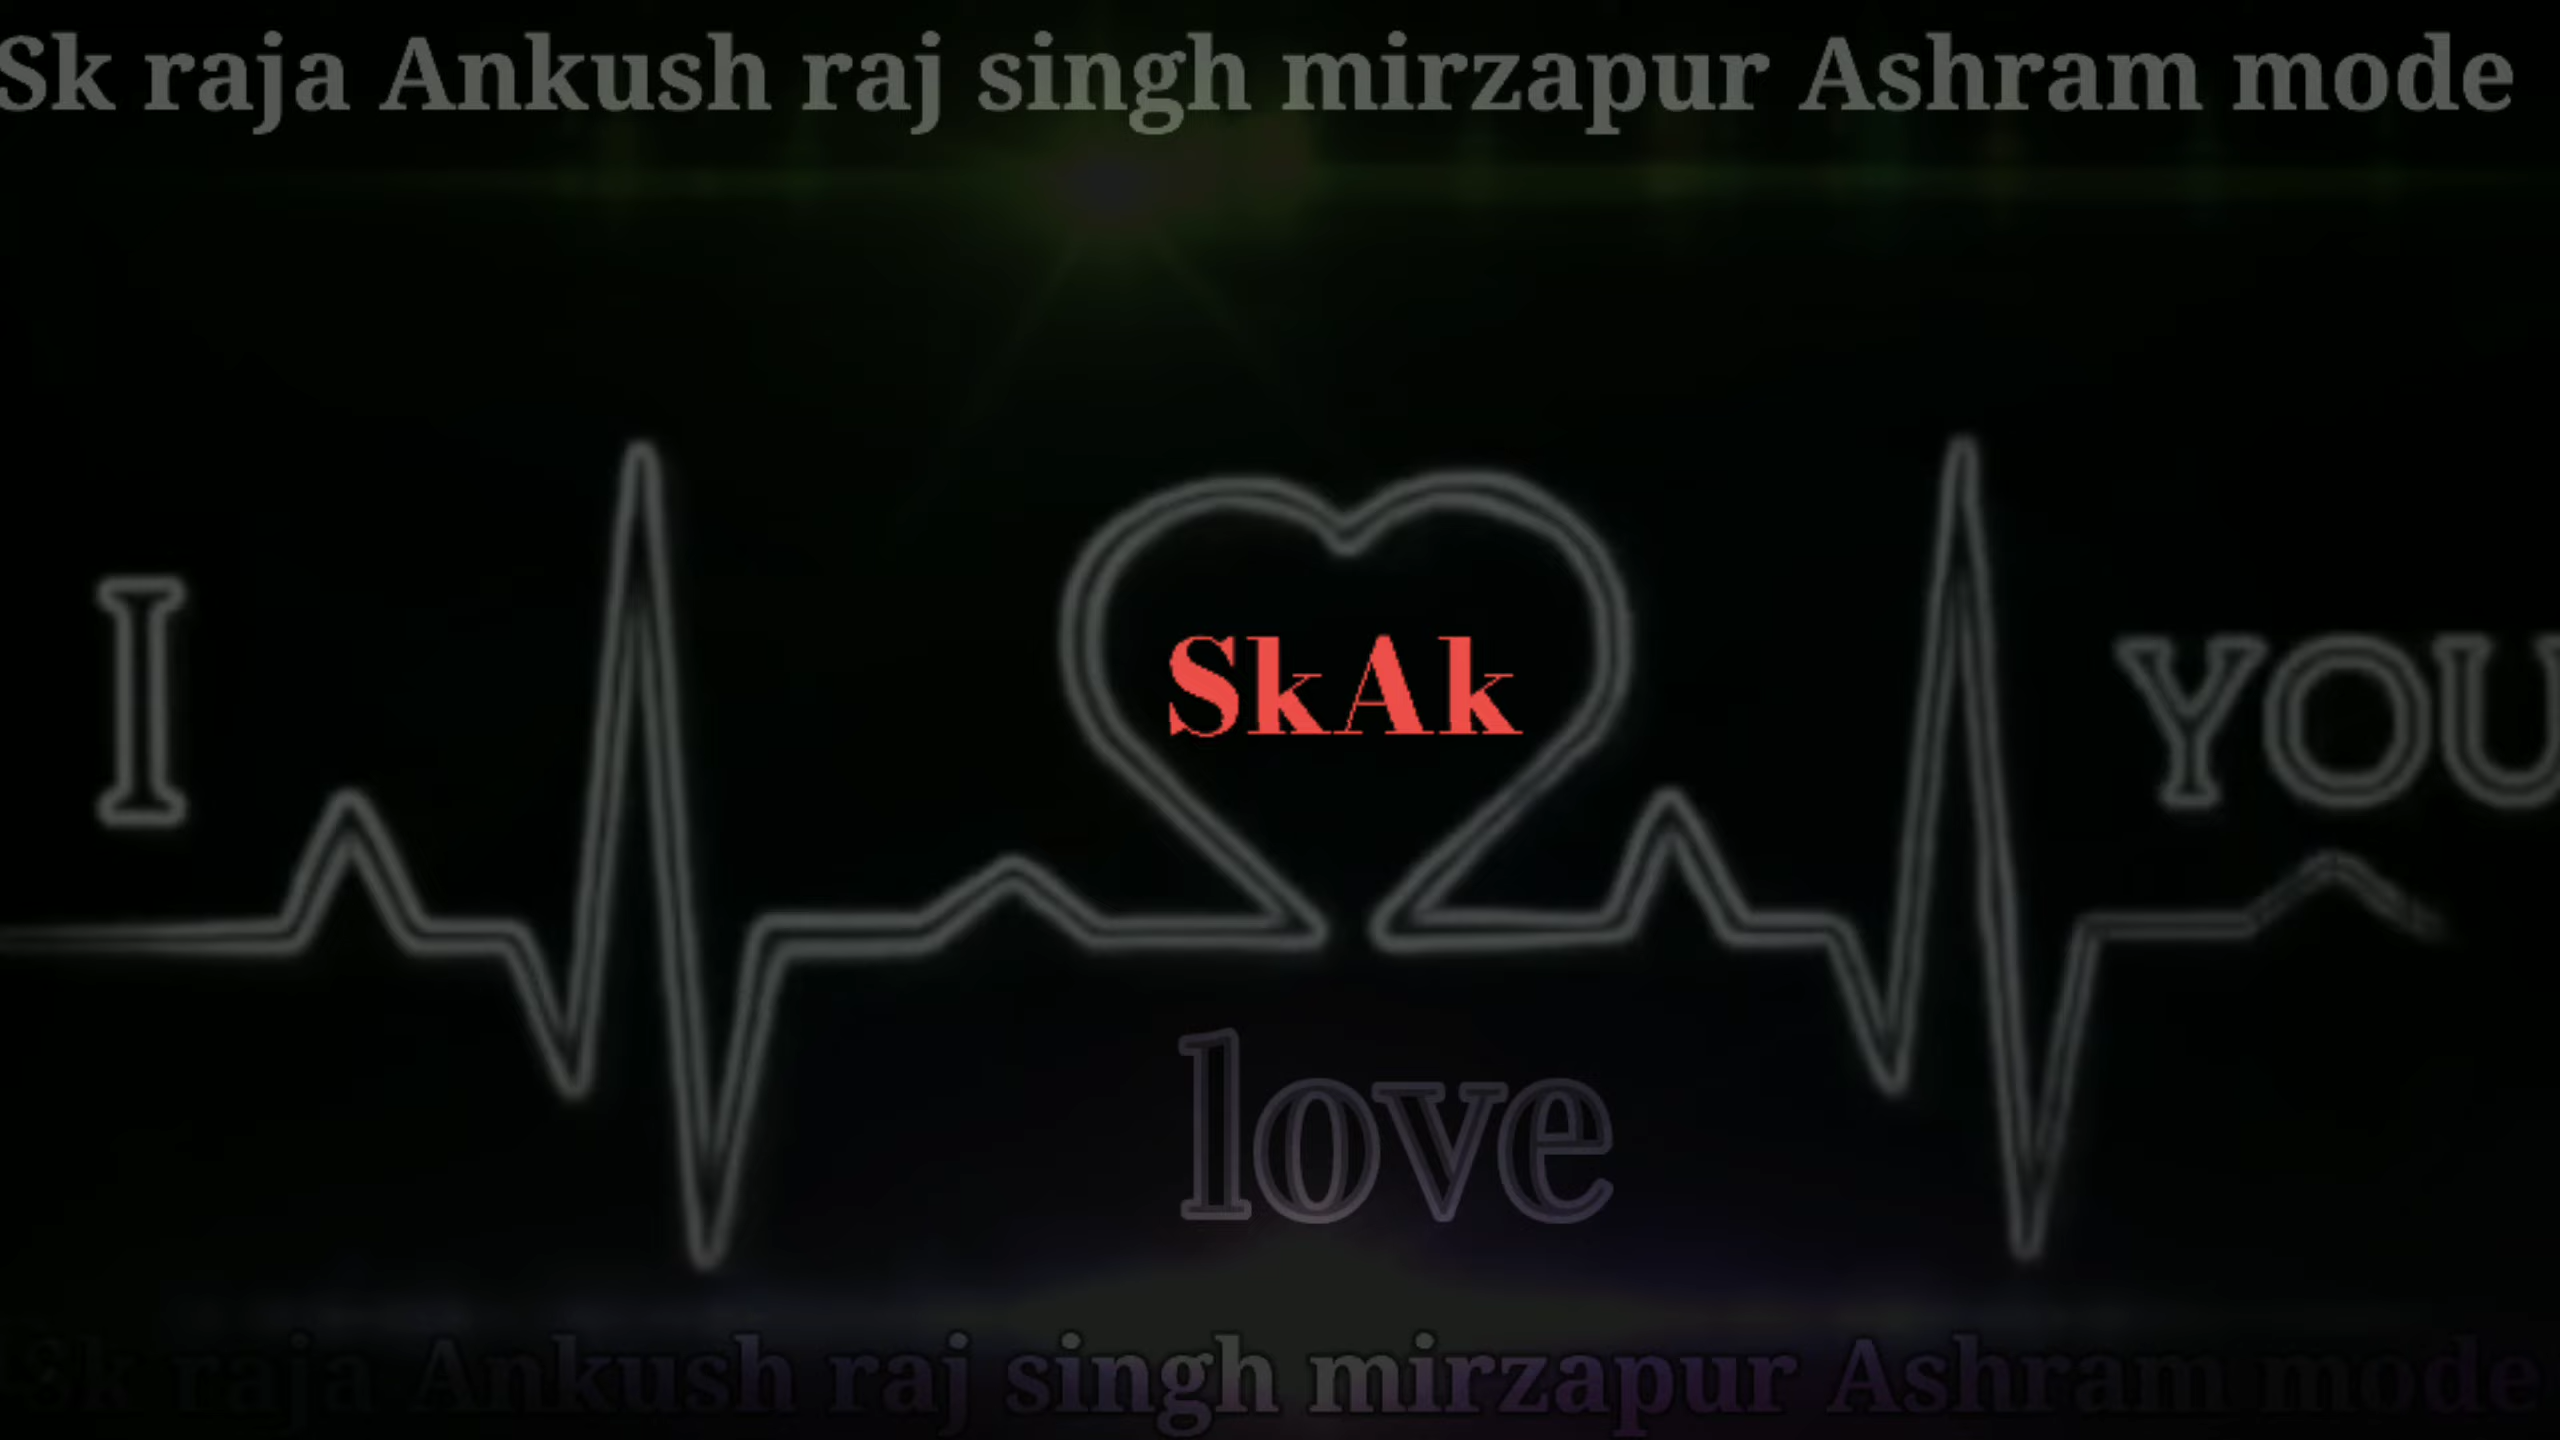 Sk raja Ankush raj singh mirzapur Ashram mode
I
SkAk
YOU
love
Sk raja Ankush raj singh mirzapur Ashram mode